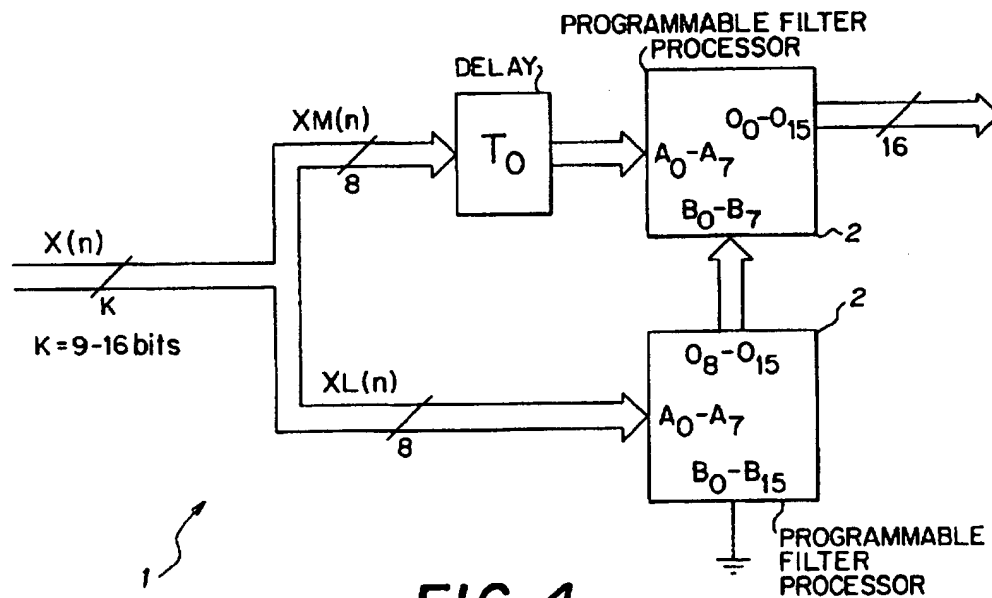 PROGRAMMABLE FILTER
PROCESSOR
DELAY
XM(n)
8
T0
A0-A7
O0-O15
B0-B7
16
2
X(n)
K
K=9-16 bits
XL(n)
8
2
O8-O15
A0-A7
B0-B15
PROGRAMMABLE
FILTER
PROCESSOR
1